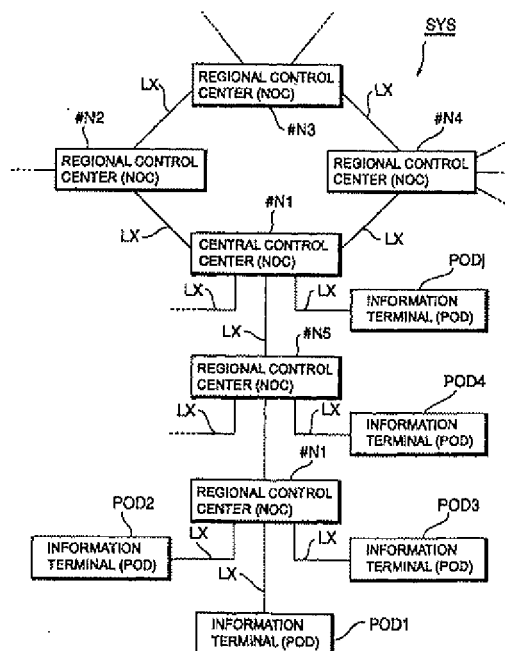 SYS
REGIONAL CONTROL
CENTER (NOC)
LX
LX
#N2
#N3
#N4
REGIONAL CONTROL
CENTER (NOC)
REGIONAL CONTROL
CENTER (NOC)
#N1
LX
CENTRAL CONTROL
CENTER (NOC)
LX
LX
LX
PODj
INFORMATION
TERMINAL (POD)
LX
#N5
REGIONAL CONTROL
CENTER (NOC)
LX
LX
POD4
INFORMATION
TERMINAL (POD)
#N1
REGIONAL CONTROL
CENTER (NOC)
POD2
POD3
INFORMATION
TERMINAL (POD)
LX
LX
INFORMATION
TERMINAL (POD)
LX
INFORMATION
TERMINAL (POD)
POD1